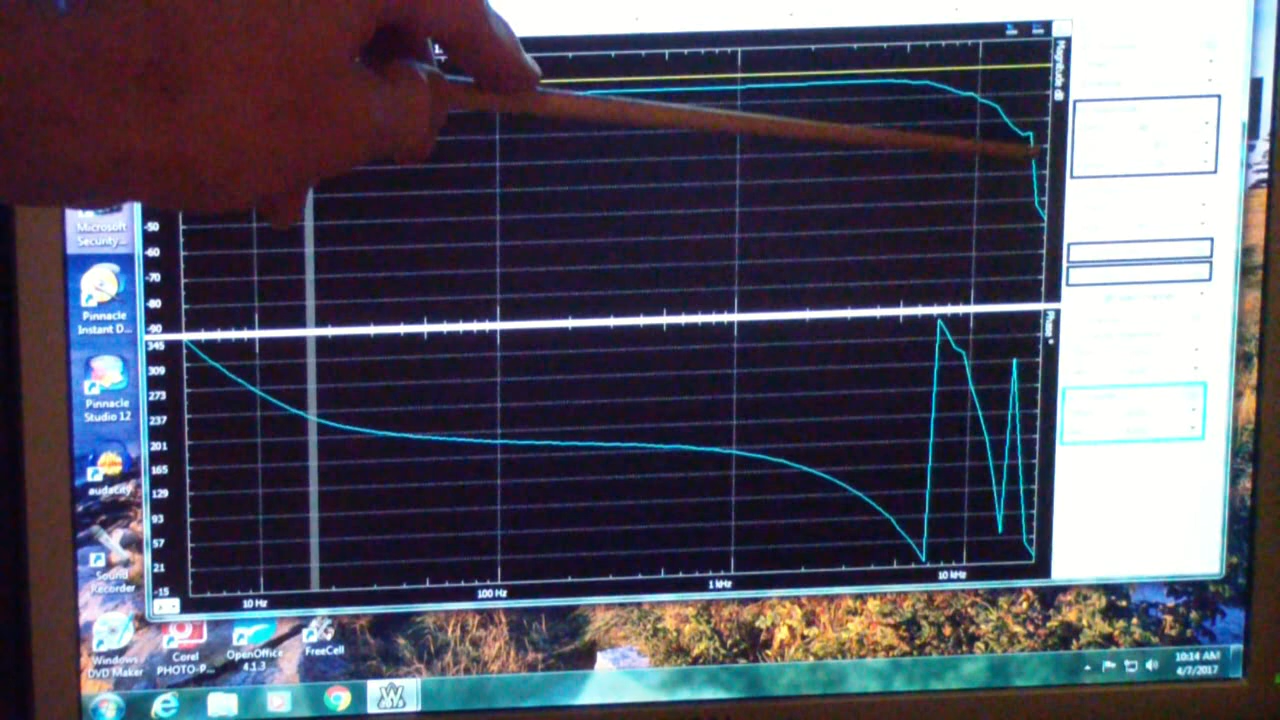 Magnitude dB
-50
-60
-70
-80
-90
Phase °
345
309
273
237
201
165
129
93
57
21
-15
10 Hz
100 Hz
1 kHz
10 kHz
Microsoft
Security...
Pinnacle
Instant D...
Pinnacle
Studio 12
audacity
Sound
Recorder
Windows
DVD Maker
Corel
PHOTO-P...
OpenOffice
4.1.3
FreeCell
10:14 AM
4/7/2017